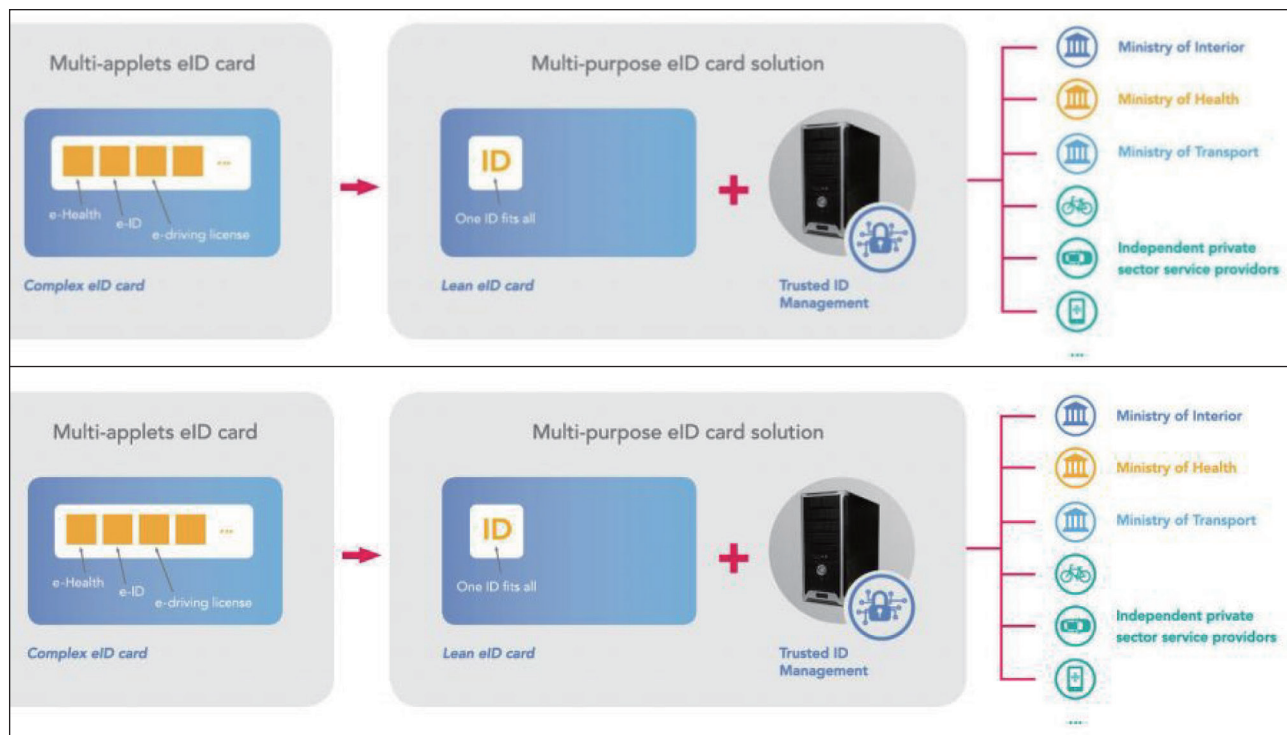 Multi-applets eID card
Multi-purpose eID card solution
...
ID
e-Health
e-ID
e-driving license
One ID fits all
Complex eID card
Lean eID card
Trusted ID
Management
Ministry of Interior
Ministry of Health
Ministry of Transport
Independent private
sector service providors
...
Multi-applets eID card
Multi-purpose eID card solution
...
ID
e-Health
e-ID
e-driving license
One ID fits all
Complex eID card
Lean eID card
Trusted ID
Management
Ministry of Interior
Ministry of Health
Ministry of Transport
Independent private
sector service providors
...